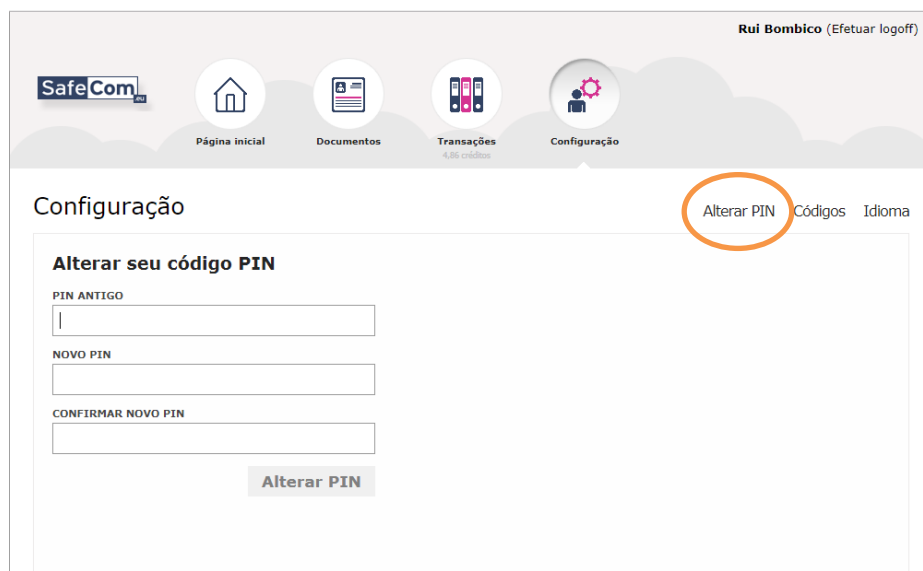 Rui Bombico (Efetuar logoff)
SafeCom.eu
Página inicial
Documentos
Transações
4,86 créditos
Configuração
Configuração
Alterar PIN
Códigos
Idioma
Alterar seu código PIN
PIN ANTIGO
NOVO PIN
CONFIRMAR NOVO PIN
Alterar PIN